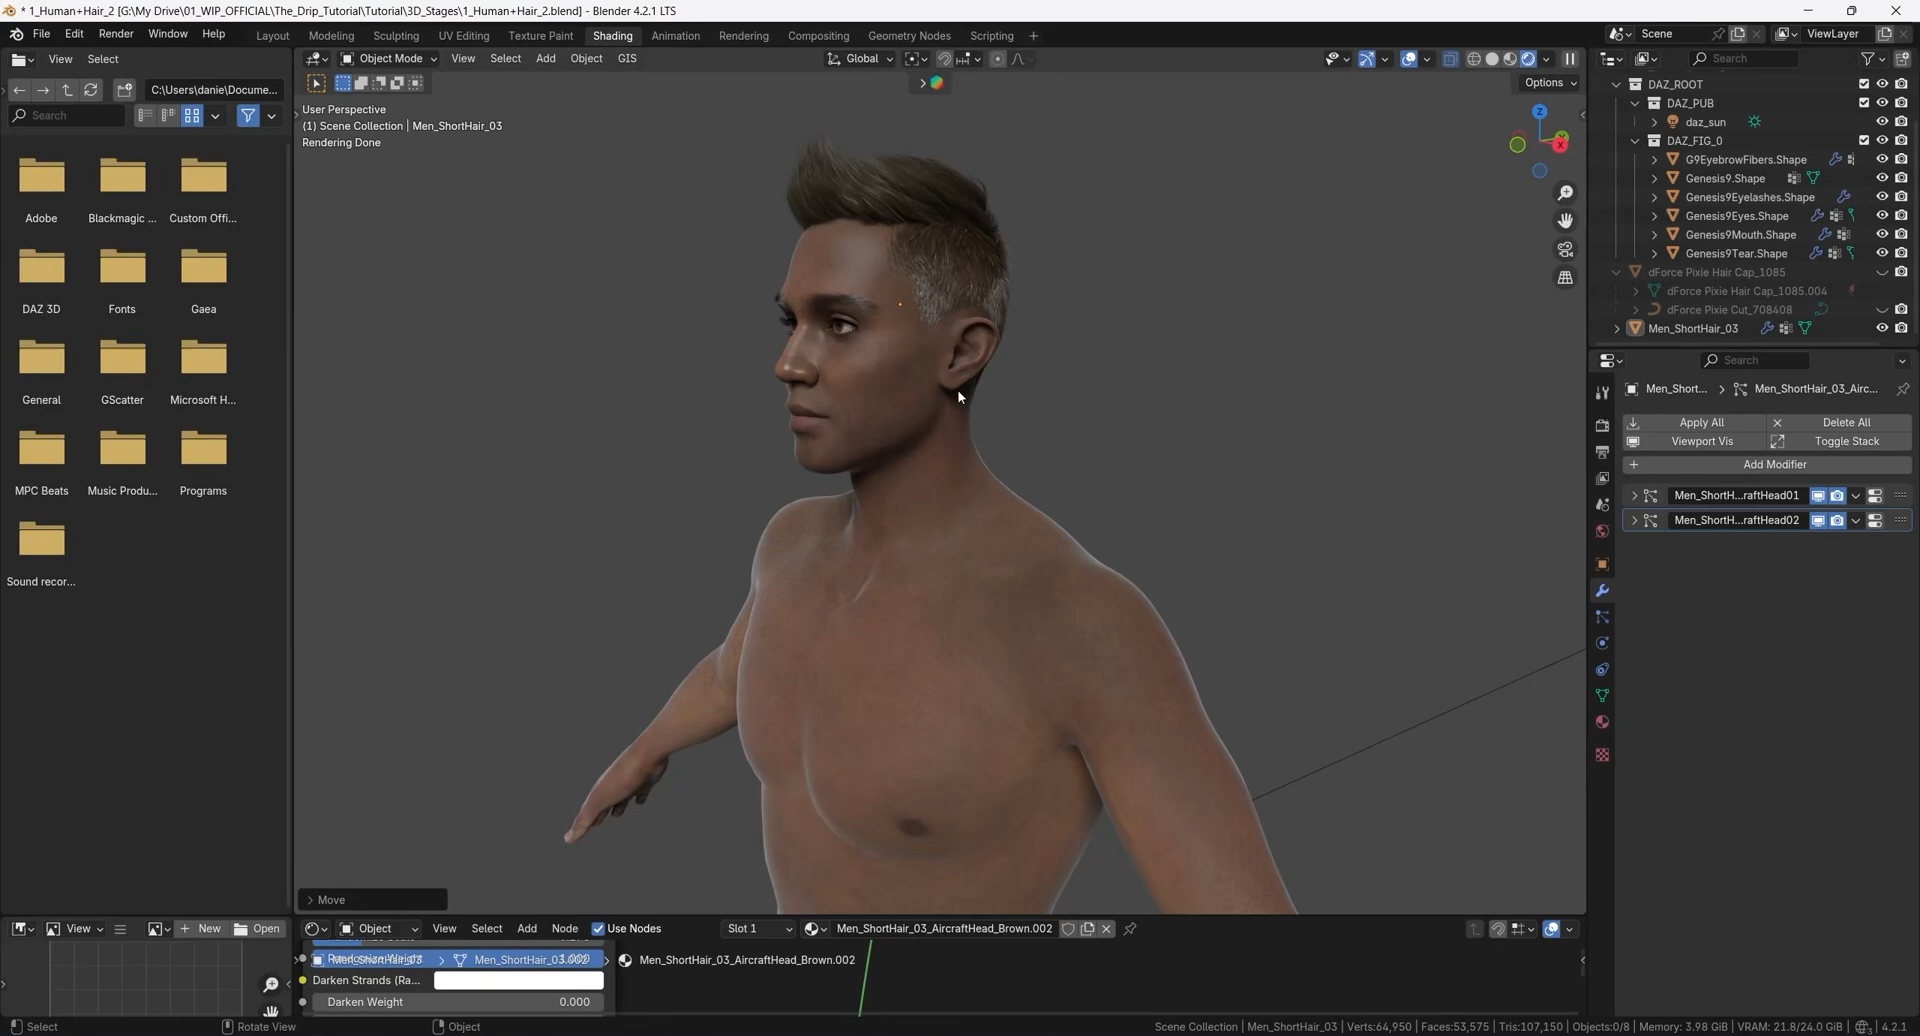 * 1_Human+Hair_2 [G:\My Drive\01_WIP_OFFICIAL\The_Drip_Tutorial\Tutorial\3D_Stages\1_Human+Hair_2.blend] - Blender 4.2.1 LTS
File Edit Render Window Help Layout Modeling Sculpting UV Editing Texture Paint Shading Animation Rendering Compositing Geometry Nodes Scripting + Scene ViewLayer
View Select
Object Mode View Select Add Object GIS Global
Search
C:\Users\danie\Docume...
Search
Options
User Perspective
(1) Scene Collection | Men_ShortHair_03
Rendering Done
Z
X
Adobe Blackmagic ... Custom Offi...
DAZ 3D Fonts Gaea
General GScatter Microsoft H...
MPC Beats Music Produ... Programs
Sound recor...
DAZ_ROOT
DAZ_PUB
daz_sun
DAZ_FIG_0
G9EyebrowFibers.Shape
Genesis9.Shape
Genesis9Eyelashes.Shape
Genesis9Eyes.Shape
Genesis9Mouth.Shape
Genesis9Tear.Shape
dForce Pixie Hair Cap_1085
dForce Pixie Hair Cap_1085.004
dForce Pixie Cut_708408
Men_ShortHair_03
Search
Men_Short... Men_ShortHair_03_Airc...
Apply All Delete All
Viewport Vis Toggle Stack
Add Modifier
Men_ShortH...raftHead01
Men_ShortH...raftHead02
Move
View New Open
Object View Select Add Node Use Nodes Slot 1 Men_ShortHair_03_AircraftHead_Brown.002
Men_ShortHair_03 Men_ShortHair_03.002 Men_ShortHair_03_AircraftHead_Brown.002
Randomize Weight 1.000
Darken Strands (Ra...
Darken Weight 0.000
Select Rotate View Object
Scene Collection | Men_ShortHair_03 | Verts:64,950 | Faces:53,575 | Tris:107,150 | Objects:0/8 | Memory: 3.98 GiB | VRAM: 21.8/24.0 GiB | 4.2.1